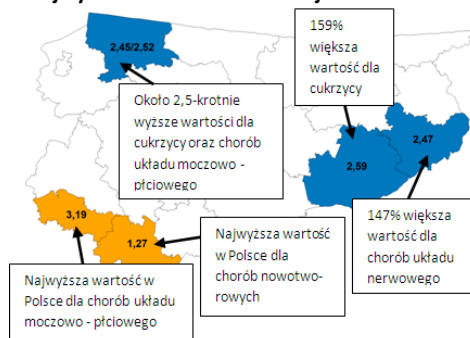 2,45/2,52
159%
większa
wartość dla
cukrzycy
Około 2,5-krotnie
wyższe wartości dla
cukrzycy oraz chorób
układu moczowo -
płciowego
2,47
2,59
3,19
1,27
Najwyższa wartość
w Polsce dla
chorób nowotwo-
rowych
147% większa
wartość dla
chorób układu
nerwowego
Najwyższa wartość w
Polsce dla chorób układu
moczowo - płciowego